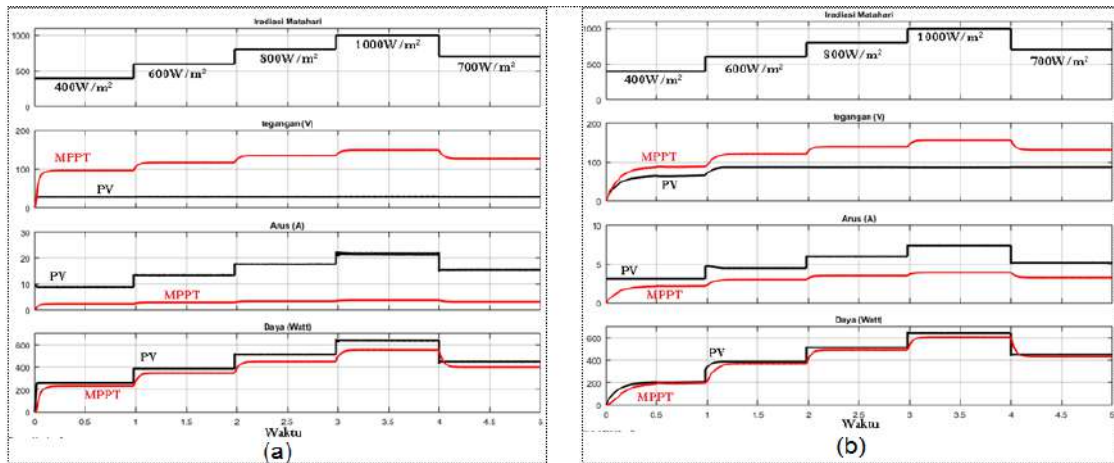 Iradiasi Matahari
1000
500
0
400W/m²
600W/m²
800W/m²
1000W/m²
700W/m²
tegangan (V)
200
100
0
MPPT
PV
Arus (A)
30
20
10
0
PV
MPPT
Daya (Watt)
600
400
200
0
PV
MPPT
0 0.5 1 1.5 2 2.5 3 3.5 4 4.5 5
Waktu
(a)
Iradiasi Matahari
1000
500
0
400W/m²
600W/m²
800W/m²
1000W/m²
700W/m²
tegangan (V)
200
100
0
MPPT
PV
Arus (A)
10
5
0
PV
MPPT
Daya (Watt)
600
400
200
0
PV
MPPT
0 0.5 1 1.5 2 2.5 3 3.5 4 4.5 5
Waktu
(b)